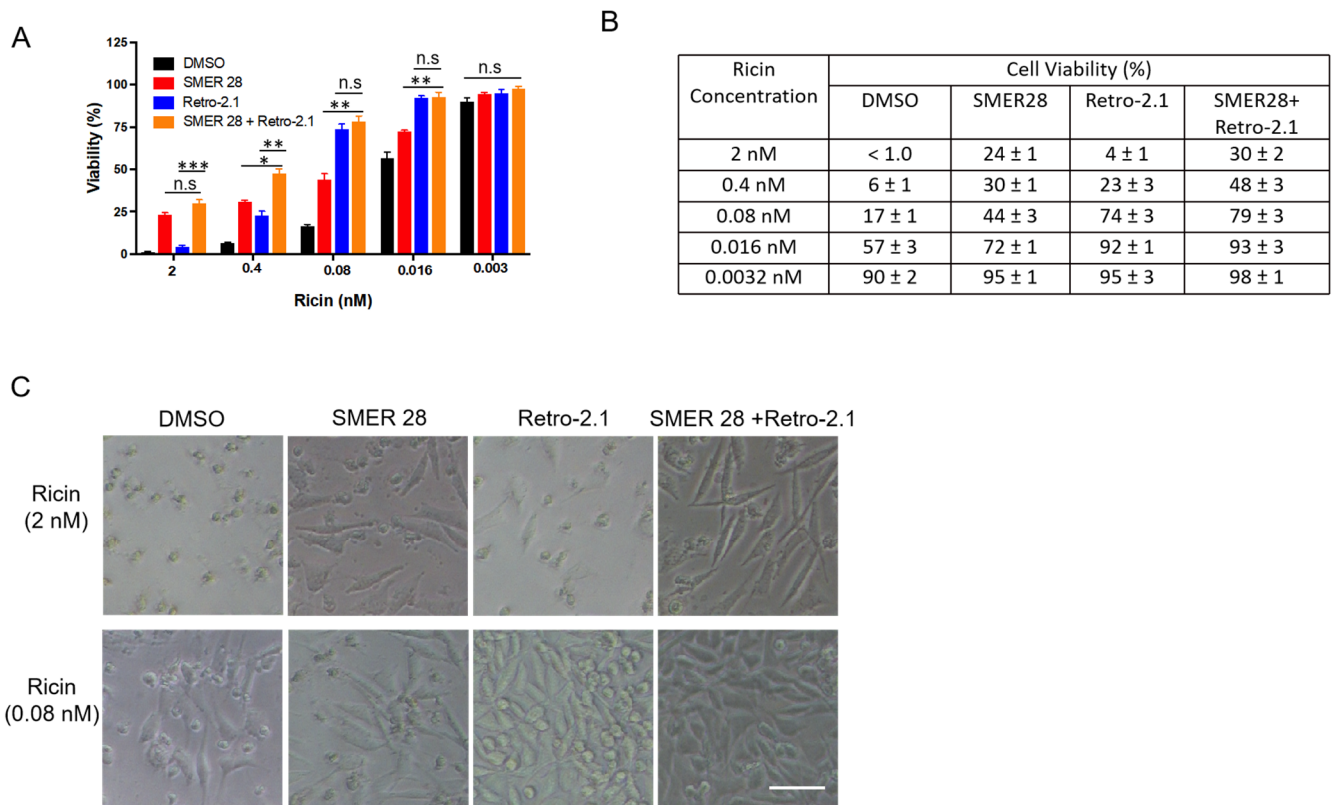 A
125
100
75
50
25
0
Viability (%)
DMSO
SMER 28
Retro-2.1
SMER 28 + Retro-2.1
n.s
***
*
**
**
n.s
**
n.s
n.s
2 0.4 0.08 0.016 0.003
Ricin (nM)
B
Ricin Concentration Cell Viability (%)
DMSO SMER28 Retro-2.1 SMER28+ Retro-2.1
2 nM < 1.0 24 ± 1 4 ± 1 30 ± 2
0.4 nM 6 ± 1 30 ± 1 23 ± 3 48 ± 3
0.08 nM 17 ± 1 44 ± 3 74 ± 3 79 ± 3
0.016 nM 57 ± 3 72 ± 1 92 ± 1 93 ± 3
0.0032 nM 90 ± 2 95 ± 1 95 ± 3 98 ± 1
C
DMSO SMER 28 Retro-2.1 SMER 28 +Retro-2.1
Ricin
(2 nM)
Ricin
(0.08 nM)